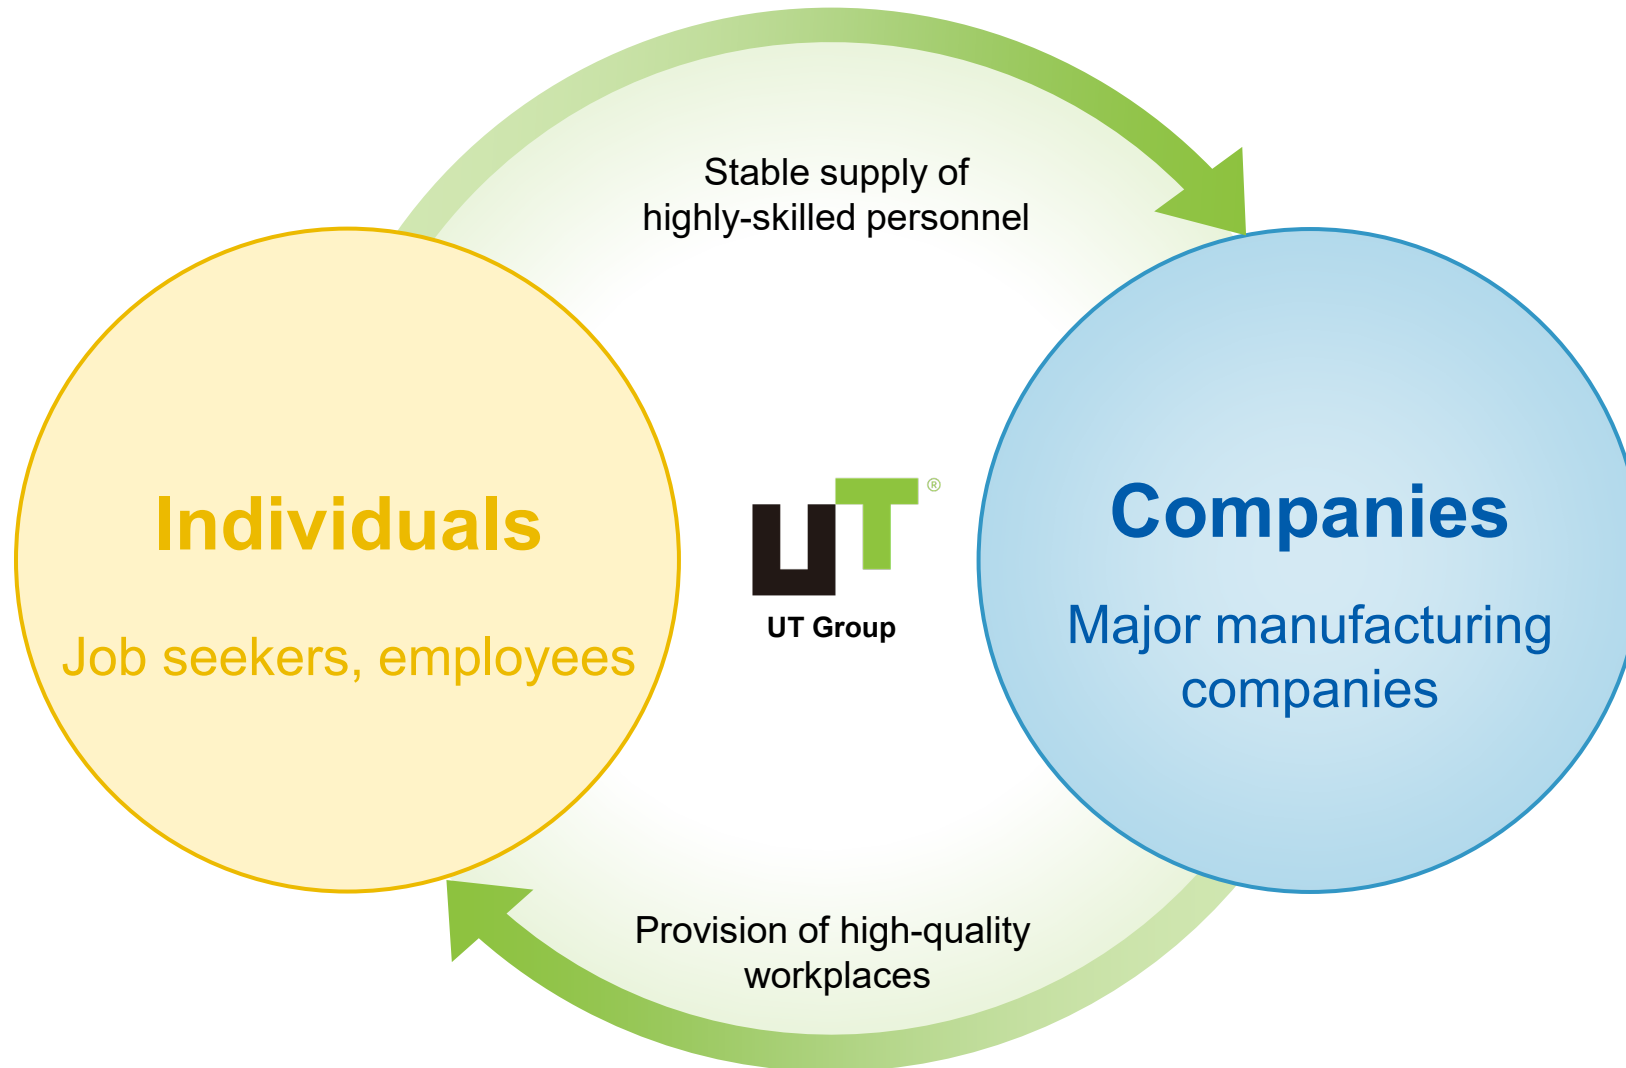 Stable supply of
highly-skilled personnel
Individuals
Job seekers, employees
UT®
UT Group
Companies
Major manufacturing
companies
Provision of high-quality
workplaces